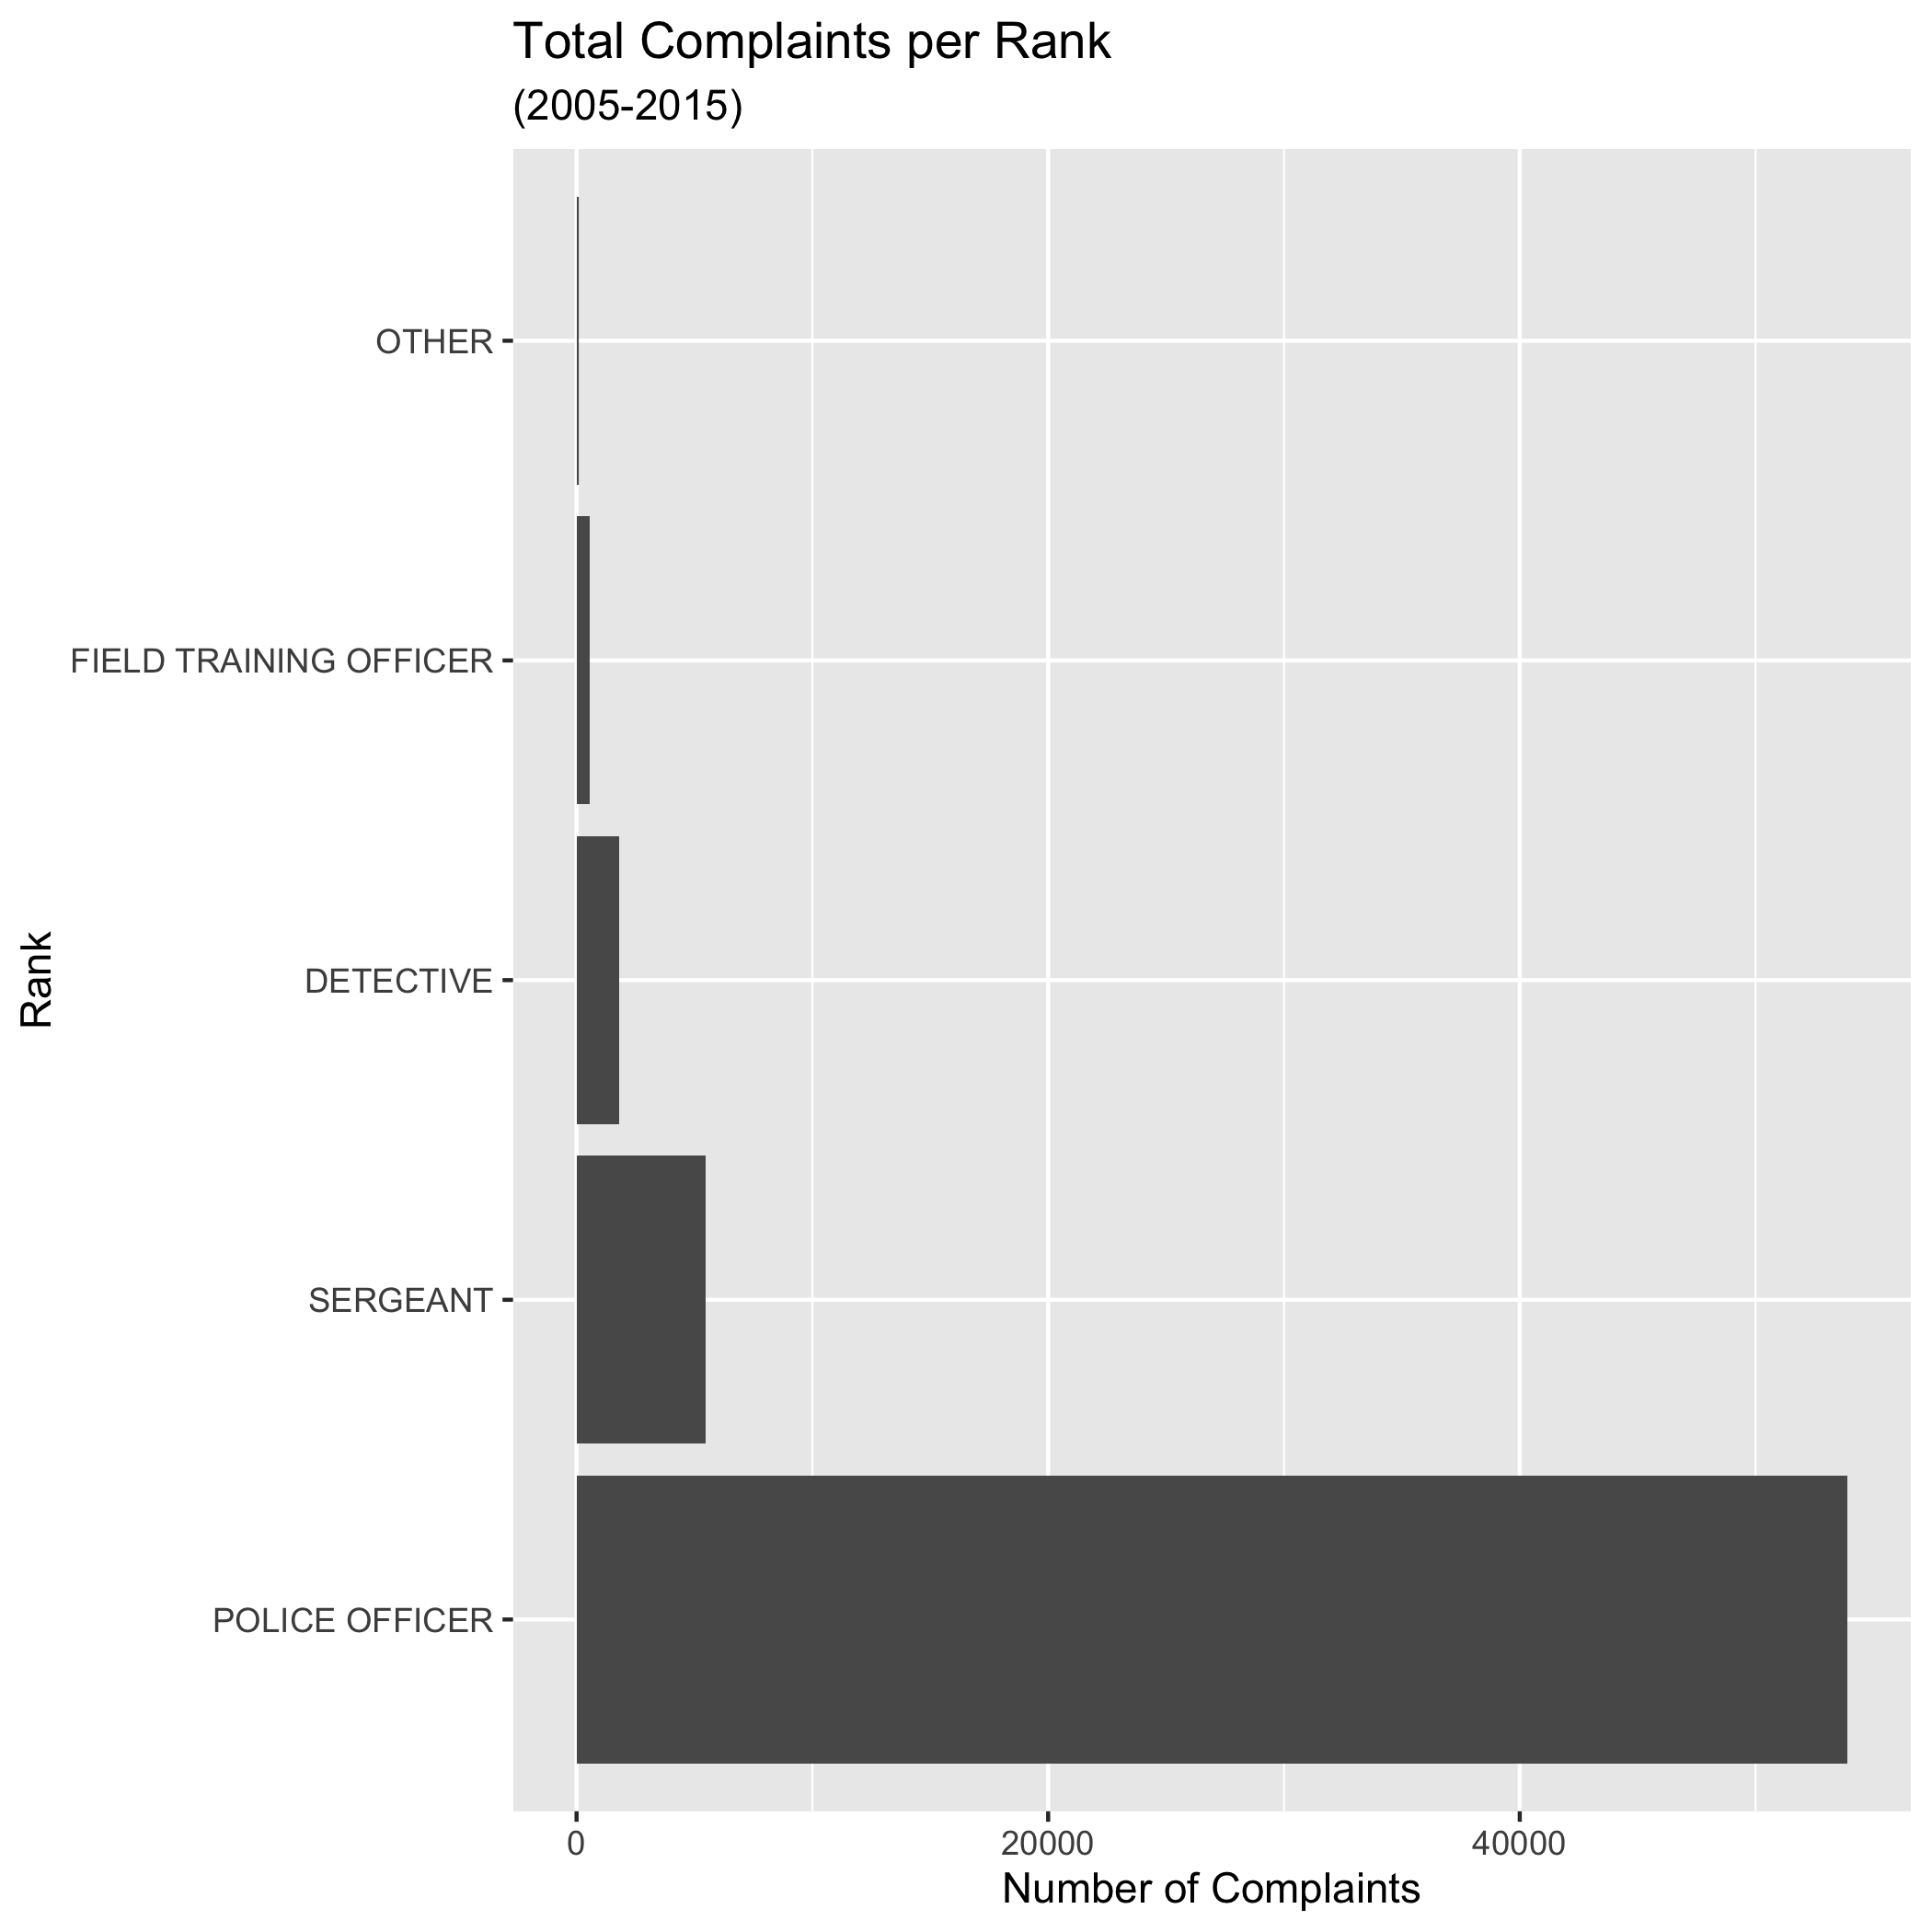 Total Complaints per Rank
(2005-2015)
OTHER
FIELD TRAINING OFFICER
DETECTIVE
SERGEANT
POLICE OFFICER
Rank
0 20000 40000
Number of Complaints